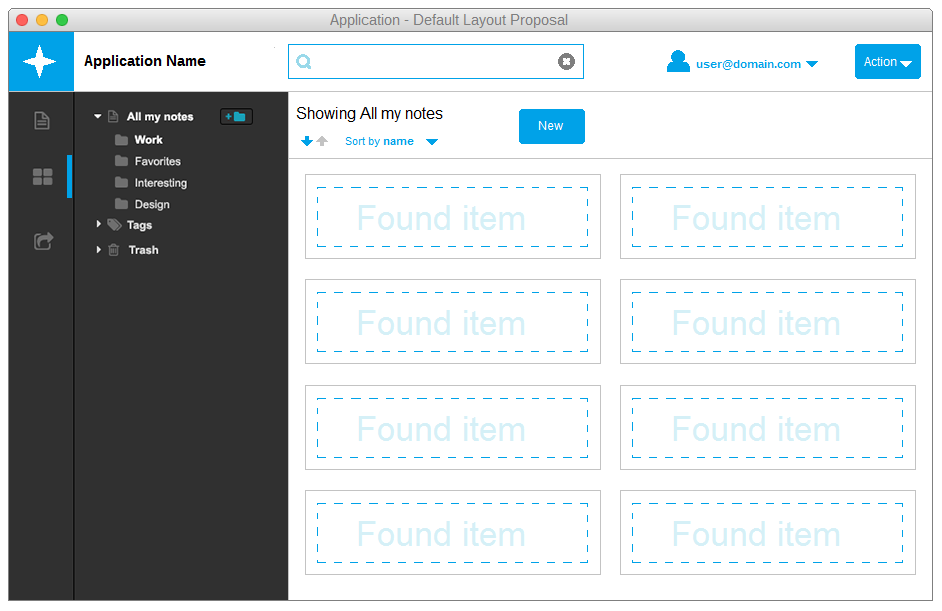 Application - Default Layout Proposal
Application Name
user@domain.com
Action
All my notes
Work
Favorites
Interesting
Design
Tags
Trash
Showing All my notes
New
Sort by name
Found item
Found item
Found item
Found item
Found item
Found item
Found item
Found item